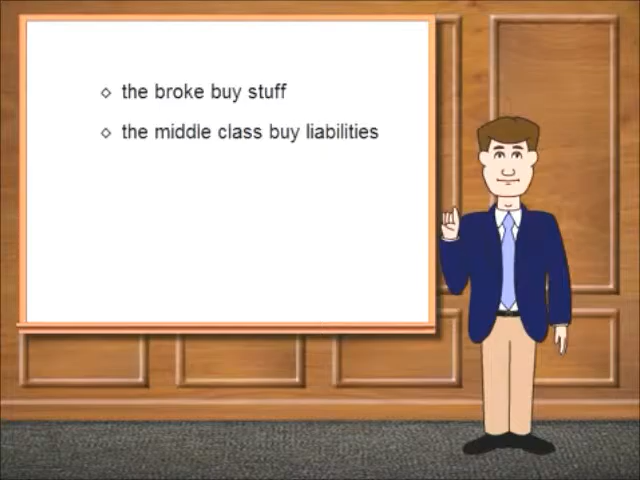 the broke buy stuff
the middle class buy liabilities